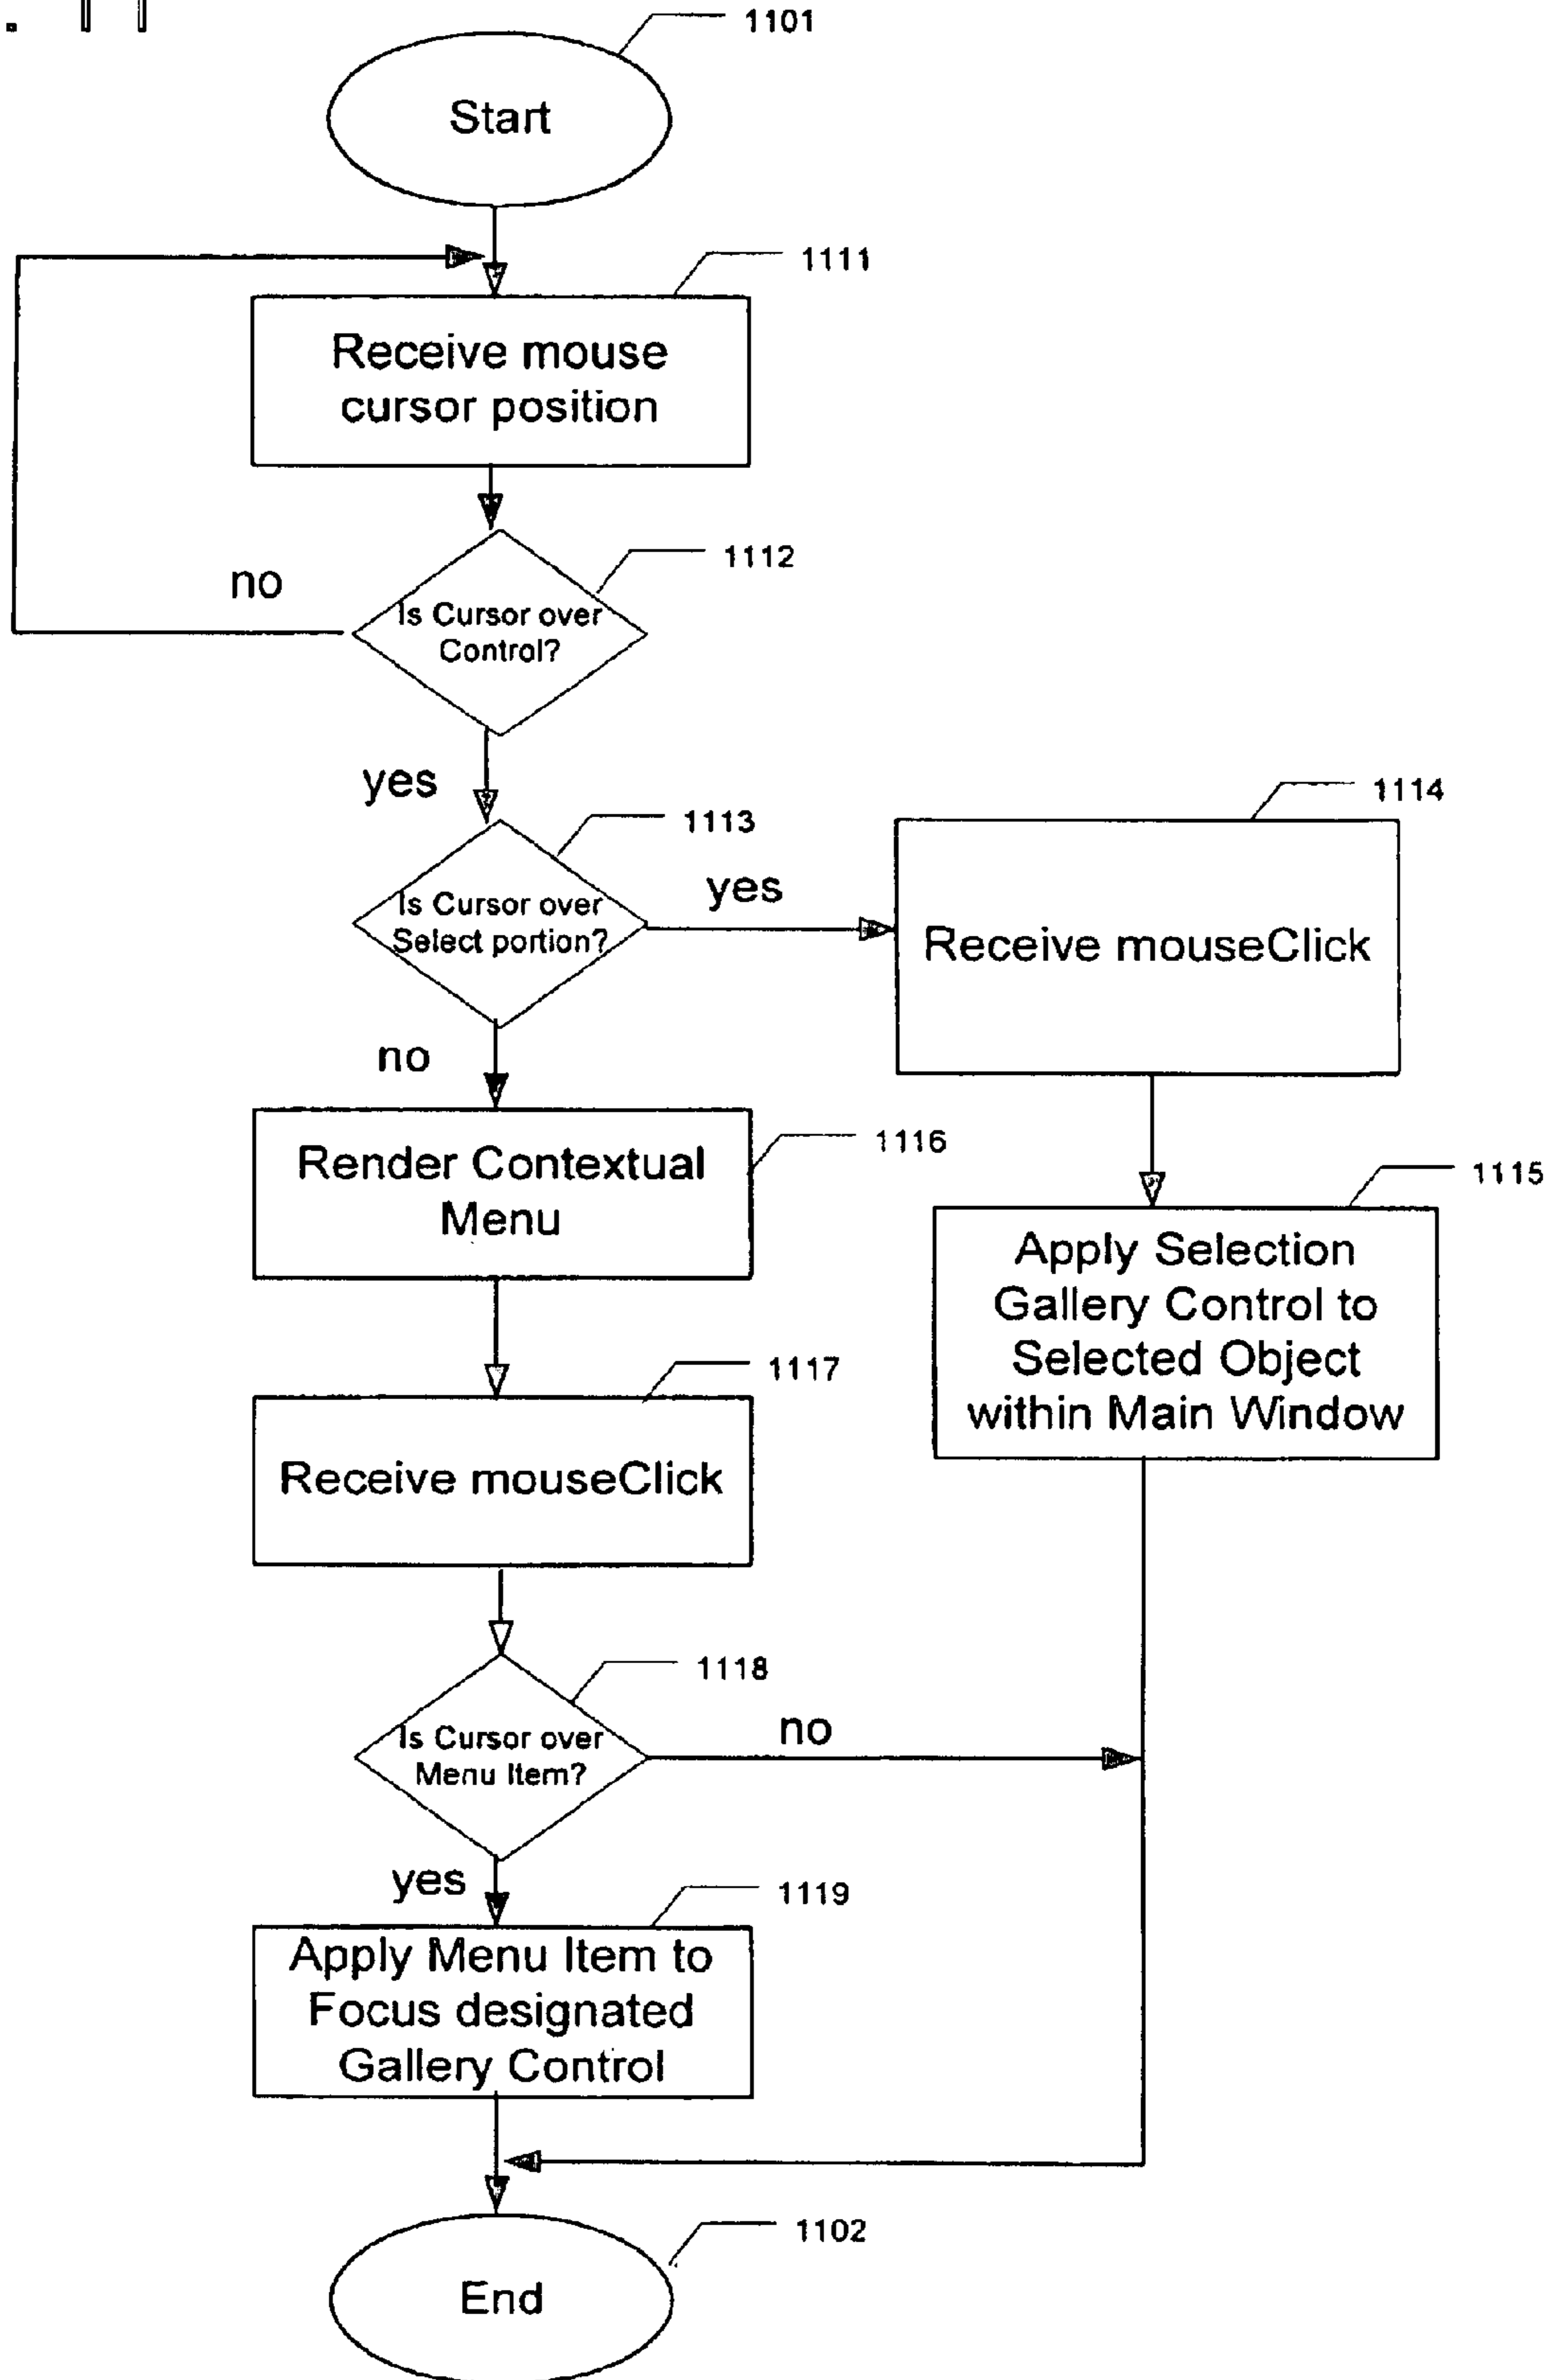 . 11
1101
Start
1111
Receive mouse
cursor position
1112
no
Is Cursor over
Control?
yes
1113
1114
Is Cursor over
Select portion?
yes
Receive mouseClick
no
1116
Render Contextual
Menu
1115
Apply Selection
Gallery Control to
Selected Object
within Main Window
1117
Receive mouseClick
1118
Is Cursor over
Menu Item?
no
yes
1119
Apply Menu Item to
Focus designated
Gallery Control
1102
End